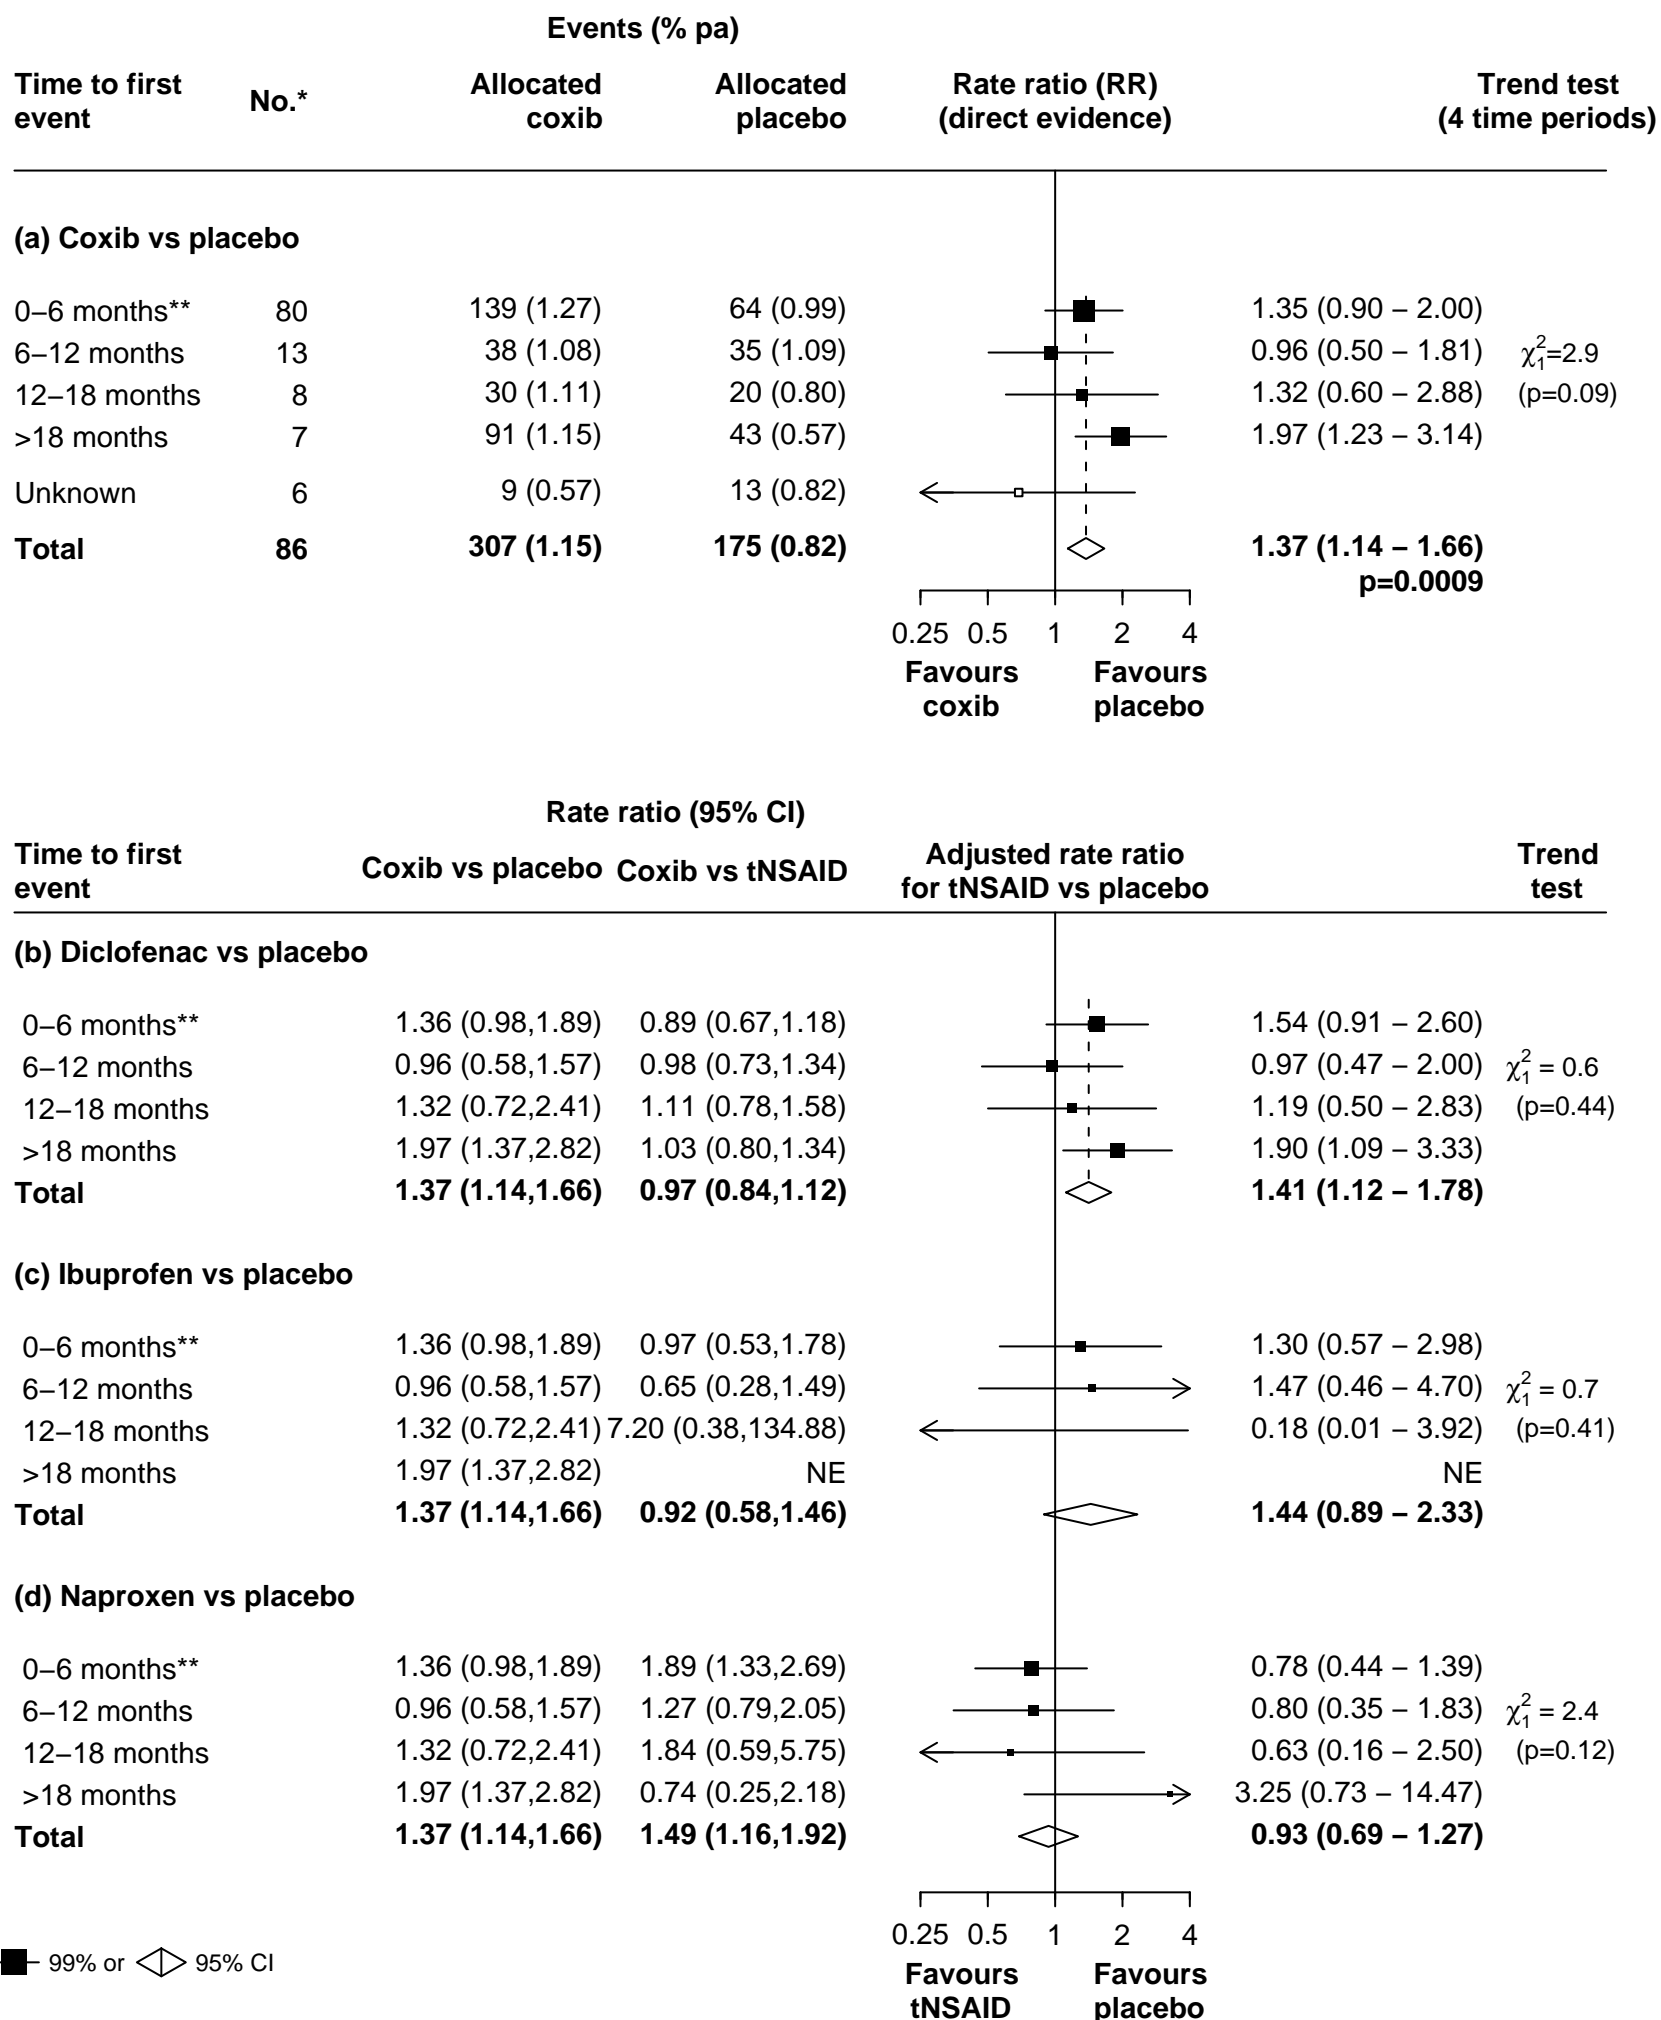 Events (% pa)
Time to first event No.* Allocated coxib Allocated placebo Rate ratio (RR) (direct evidence) Trend test (4 time periods)
(a) Coxib vs placebo
0–6 months** 80 139 (1.27) 64 (0.99) 1.35 (0.90 – 2.00)
6–12 months 13 38 (1.08) 35 (1.09) 0.96 (0.50 – 1.81) χ²₁=2.9
12–18 months 8 30 (1.11) 20 (0.80) 1.32 (0.60 – 2.88) (p=0.09)
>18 months 7 91 (1.15) 43 (0.57) 1.97 (1.23 – 3.14)
Unknown 6 9 (0.57) 13 (0.82)
Total 86 307 (1.15) 175 (0.82) 1.37 (1.14 – 1.66)
p=0.0009
0.25 0.5 1 2 4
Favours coxib Favours placebo
Rate ratio (95% CI)
Time to first event Coxib vs placebo Coxib vs tNSAID Adjusted rate ratio for tNSAID vs placebo Trend test
(b) Diclofenac vs placebo
0–6 months** 1.36 (0.98,1.89) 0.89 (0.67,1.18) 1.54 (0.91 – 2.60)
6–12 months 0.96 (0.58,1.57) 0.98 (0.73,1.34) 0.97 (0.47 – 2.00) χ²₁ = 0.6
12–18 months 1.32 (0.72,2.41) 1.11 (0.78,1.58) 1.19 (0.50 – 2.83) (p=0.44)
>18 months 1.97 (1.37,2.82) 1.03 (0.80,1.34) 1.90 (1.09 – 3.33)
Total 1.37 (1.14,1.66) 0.97 (0.84,1.12) 1.41 (1.12 – 1.78)
(c) Ibuprofen vs placebo
0–6 months** 1.36 (0.98,1.89) 0.97 (0.53,1.78) 1.30 (0.57 – 2.98)
6–12 months 0.96 (0.58,1.57) 0.65 (0.28,1.49) 1.47 (0.46 – 4.70) χ²₁ = 0.7
12–18 months 1.32 (0.72,2.41) 7.20 (0.38,134.88) 0.18 (0.01 – 3.92) (p=0.41)
>18 months 1.97 (1.37,2.82) NE NE
Total 1.37 (1.14,1.66) 0.92 (0.58,1.46) 1.44 (0.89 – 2.33)
(d) Naproxen vs placebo
0–6 months** 1.36 (0.98,1.89) 1.89 (1.33,2.69) 0.78 (0.44 – 1.39)
6–12 months 0.96 (0.58,1.57) 1.27 (0.79,2.05) 0.80 (0.35 – 1.83) χ²₁ = 2.4
12–18 months 1.32 (0.72,2.41) 1.84 (0.59,5.75) 0.63 (0.16 – 2.50) (p=0.12)
>18 months 1.97 (1.37,2.82) 0.74 (0.25,2.18) 3.25 (0.73 – 14.47)
Total 1.37 (1.14,1.66) 1.49 (1.16,1.92) 0.93 (0.69 – 1.27)
0.25 0.5 1 2 4
99% or 95% CI
Favours tNSAID Favours placebo